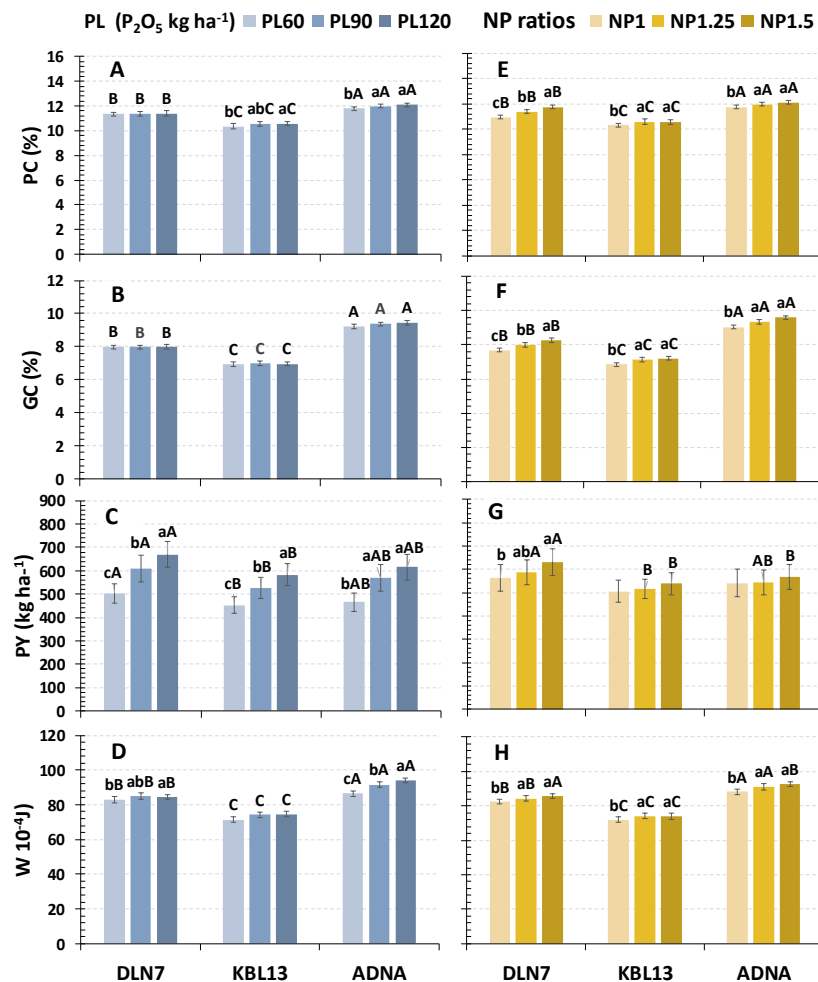 PL (P₂O₅ kg ha⁻¹) PL60 PL90 PL120 NP ratios NP1 NP1.25 NP1.5
A
PC (%)
16
14
12
10
8
6
4
2
0
B B B bC abC aC bA aA aA
E
cB bB aB bC aC aC bA aA aA
B
GC (%)
12
10
8
6
4
2
0
B B B C C C A A A
F
cB bB aB bC aC aC bA aA aA
C
PY (kg ha⁻¹)
900
800
700
600
500
400
300
200
100
0
cA bA aA cB bB aB bAB aAB aAB
G
b abA aA B B AB B
D
W 10⁻⁴J
120
100
80
60
40
20
0
bB abB aB C C C cA bA aA
H
bB aB aB bC aC aC bA aA aB
DLN7 KBL13 ADNA DLN7 KBL13 ADNA